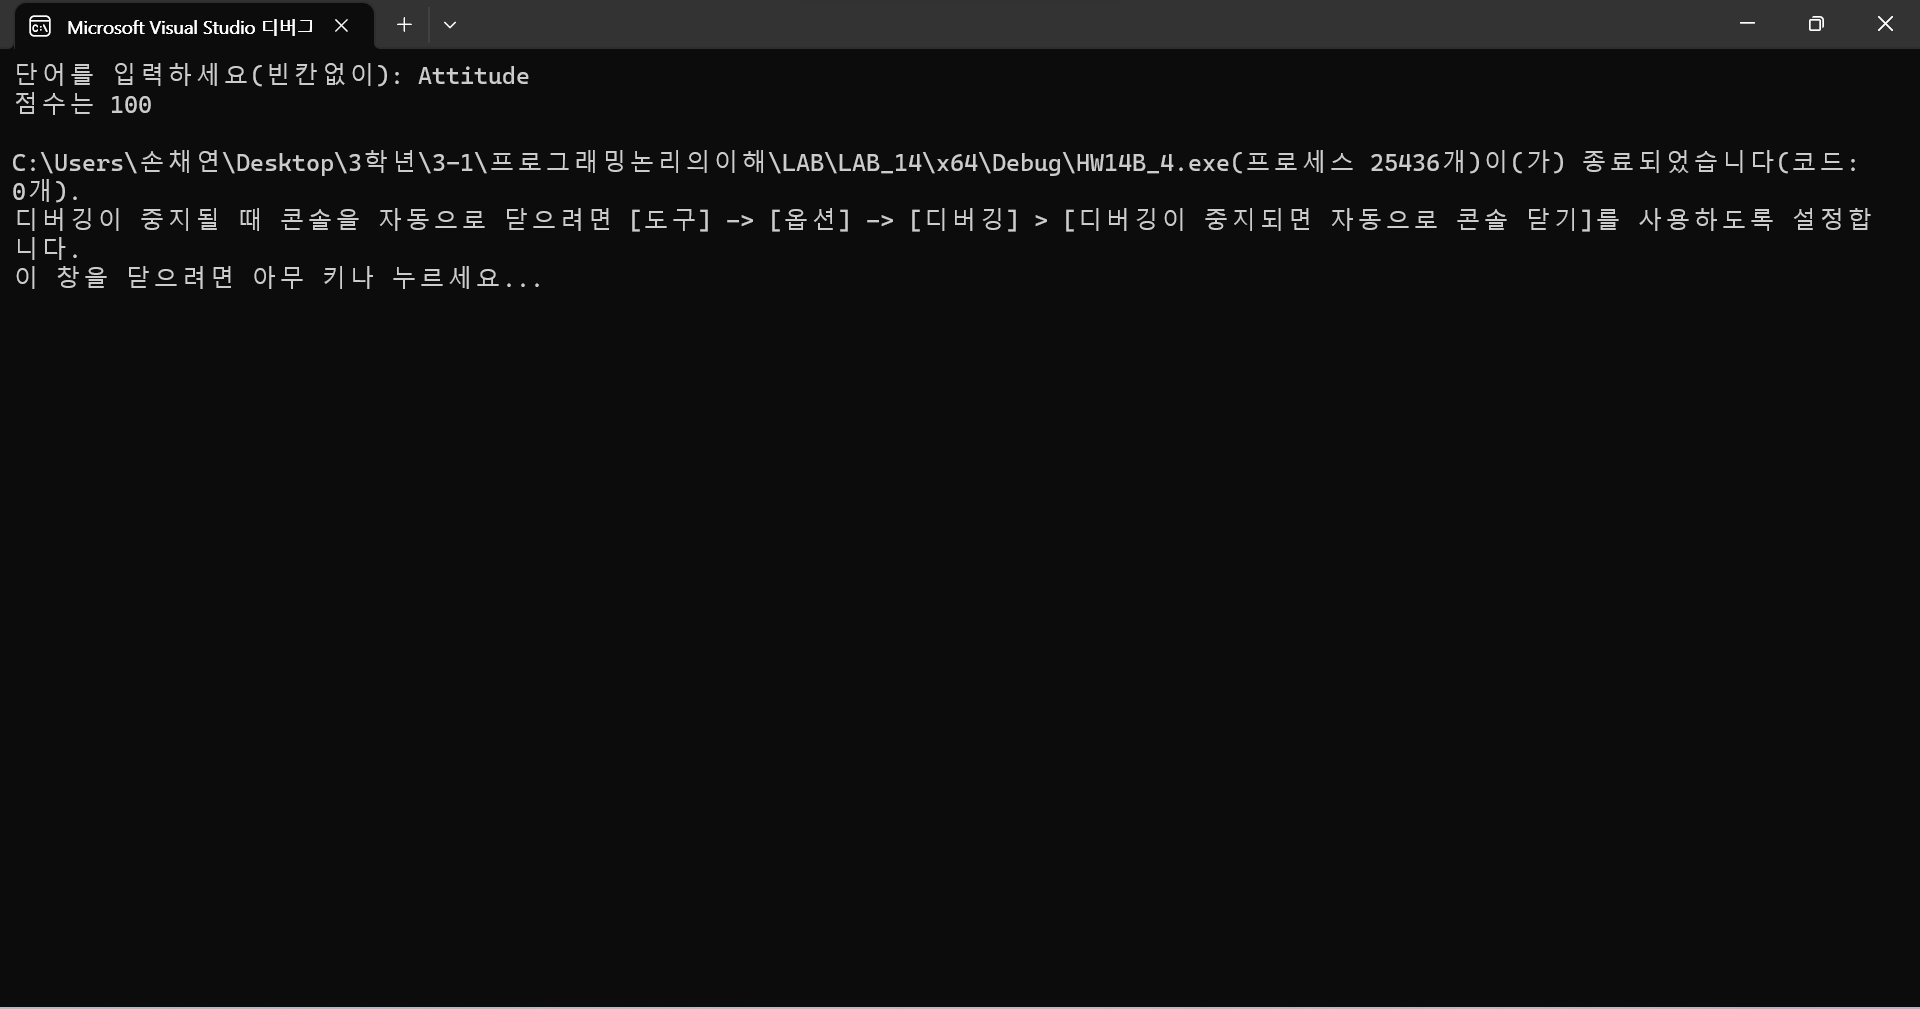 Microsoft Visual Studio 디버그
단어를 입력하세요(빈칸없이): Attitude
점수는 100
C:\Users\손채연\Desktop\3학년\3-1\프로그래밍논리의이해\LAB\LAB_14\x64\Debug\HW14B_4.exe(프로세스 25436개)이(가) 종료되었습니다(코드:
0개).
디버깅이 중지될 때 콘솔을 자동으로 닫으려면 [도구] -> [옵션] -> [디버깅] > [디버깅이 중지되면 자동으로 콘솔 닫기]를 사용하도록 설정합
니다.
이 창을 닫으려면 아무 키나 누르세요...